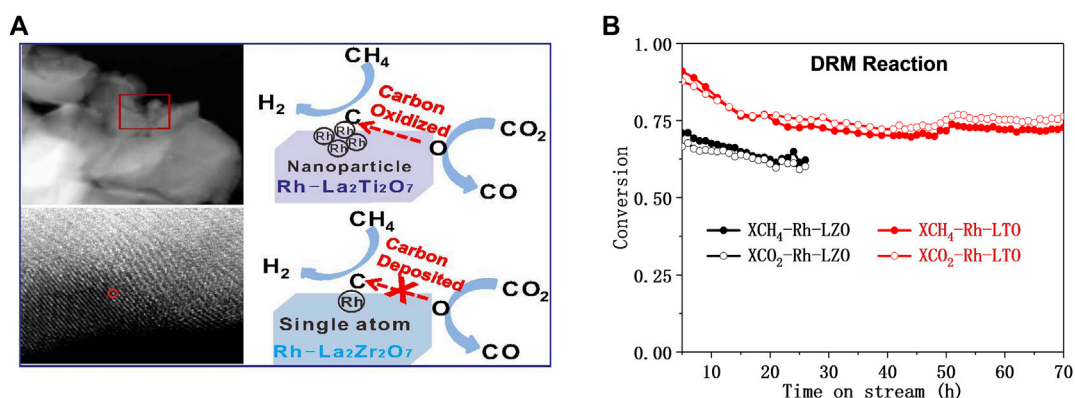 A
CH₄
H₂
Carbon
Oxidized
C
Rh
Rh Rh
Rh
O
CO₂
CO
Nanoparticle
Rh-La₂Ti₂O₇
CH₄
H₂
Carbon
Deposited
C
Rh
O
CO₂
CO
Single atom
Rh-La₂Zr₂O₇
B
DRM Reaction
Conversion
1.00
0.75
0.50
0.25
0.00
XCH₄-Rh-LZO
XCH₄-Rh-LTO
XCO₂-Rh-LZO
XCO₂-Rh-LTO
10 20 30 40 50 60 70
Time on stream (h)